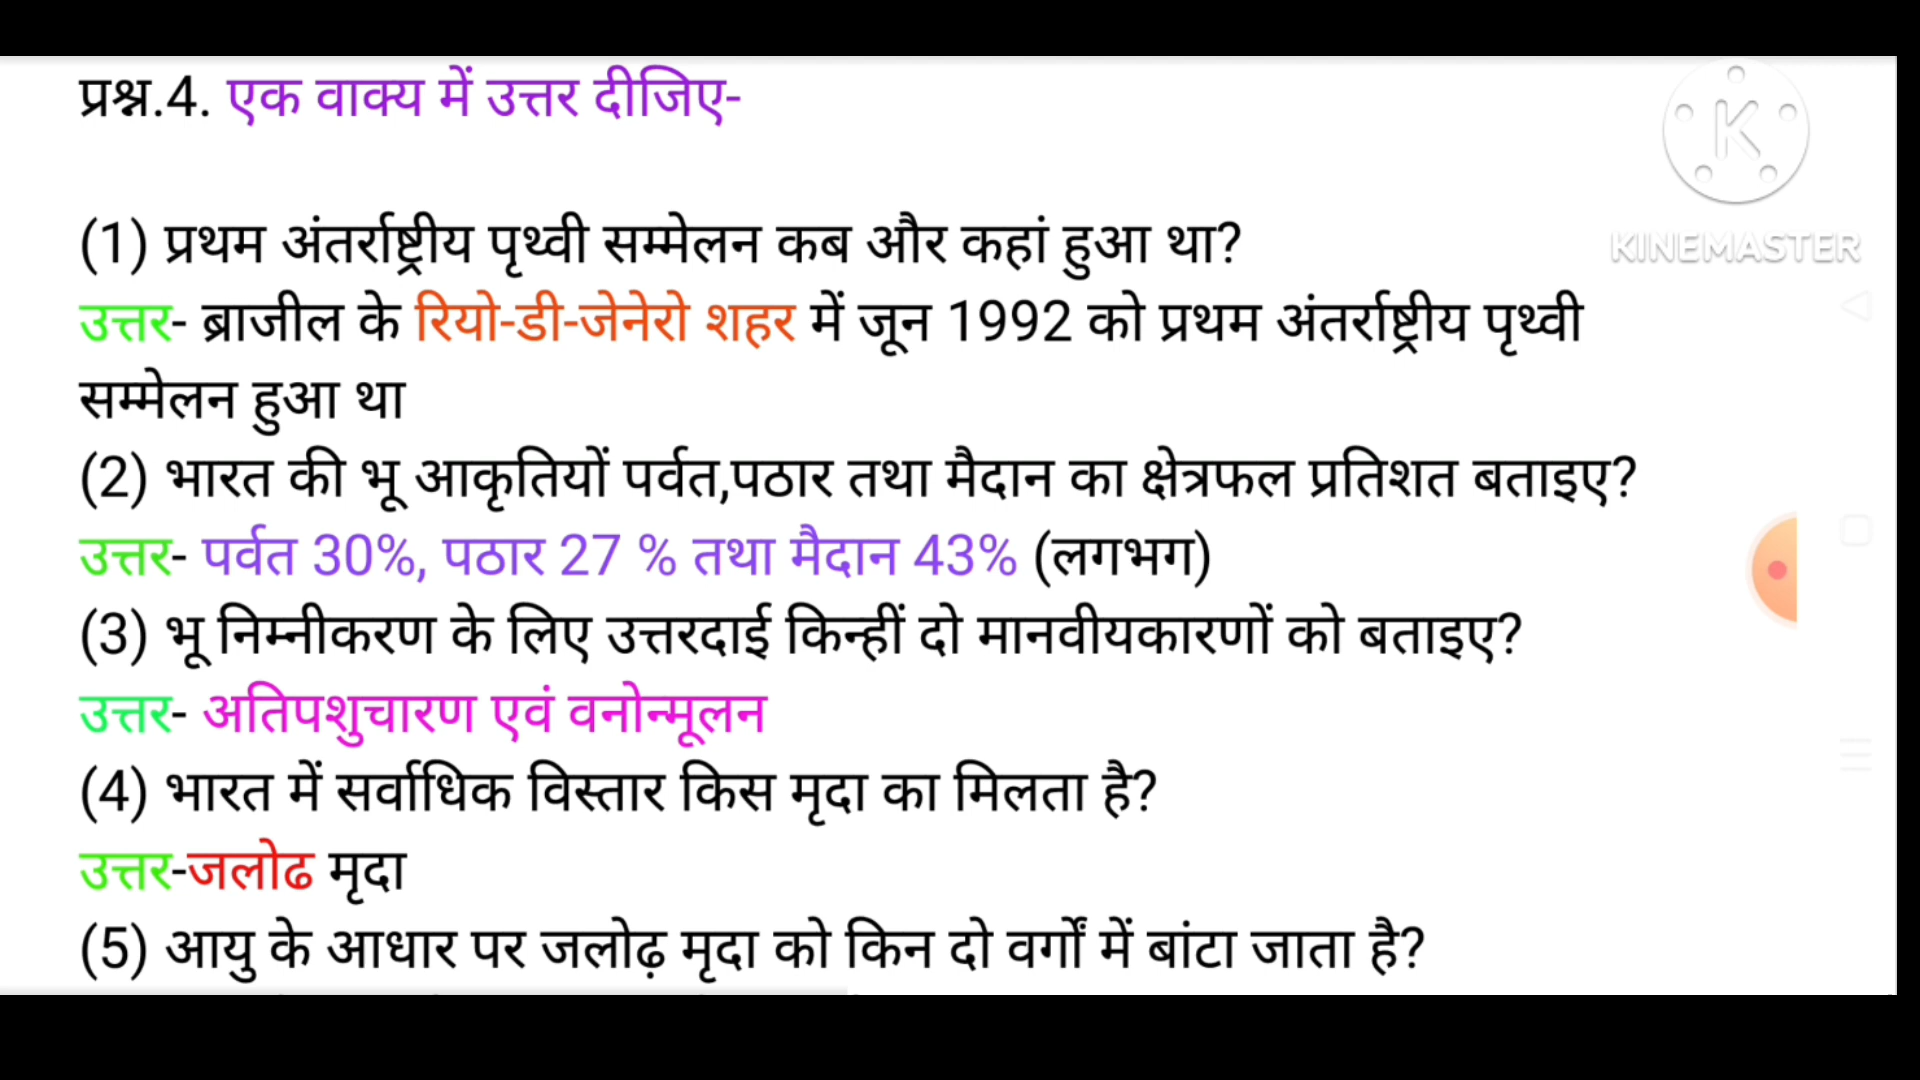 प्रश्न.4. एक वाक्य में उत्तर दीजिए-
KINEMASTER
(1) प्रथम अंतर्राष्ट्रीय पृथ्वी सम्मेलन कब और कहां हुआ था?
उत्तर- ब्राजील के रियो-डी-जेनेरो शहर में जून 1992 को प्रथम अंतर्राष्ट्रीय पृथ्वी
सम्मेलन हुआ था
(2) भारत की भू आकृतियों पर्वत,पठार तथा मैदान का क्षेत्रफल प्रतिशत बताइए?
उत्तर- पर्वत 30%, पठार 27 % तथा मैदान 43% (लगभग)
(3) भू निम्नीकरण के लिए उत्तरदाई किन्हीं दो मानवीयकारणों को बताइए?
उत्तर- अतिपशुचारण एवं वनोन्मूलन
(4) भारत में सर्वाधिक विस्तार किस मृदा का मिलता है?
उत्तर-जलोढ मृदा
(5) आयु के आधार पर जलोढ़ मृदा को किन दो वर्गों में बांटा जाता है?